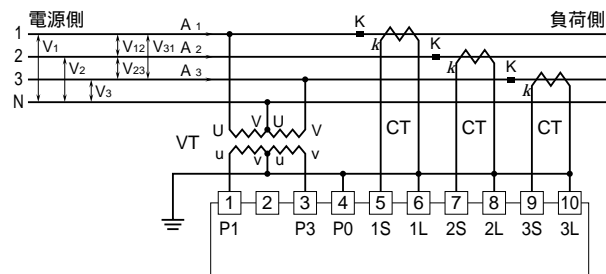 電源側 負荷側
1 A1 K
V1 V12 V31 k
2 A2 K
V2 V23 k
3 A3 K
V3 k
N
U V U V
VT CT CT CT
u v u v
1 2 3 4 5 6 7 8 9 10
P1 P3 P0 1S 1L 2S 2L 3S 3L